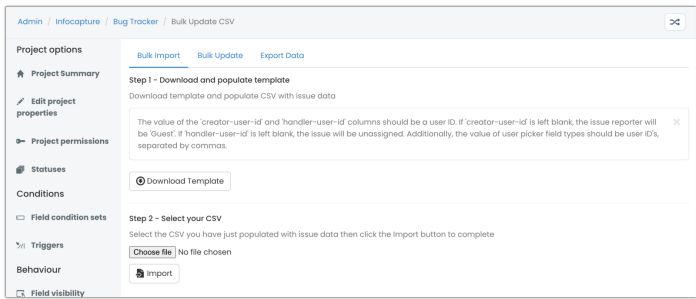 Admin / Infocapture / Bug Tracker / Bulk Update CSV
Project options
Project Summary
Edit project
properties
Project permissions
Statuses
Conditions
Field condition sets
Triggers
Behaviour
Field visibility
Bulk Import Bulk Update Export Data
Step 1 - Download and populate template
Download template and populate CSV with issue data
The value of the 'creator-user-id' and 'handler-user-id' columns should be a user ID. If 'creator-user-id' is left blank, the issue reporter will
be 'Guest'. If 'handler-user-id' is left blank, the issue will be unassigned. Additionally, the value of user picker field types should be user ID's,
separated by commas.
Download Template
Step 2 - Select your CSV
Select the CSV you have just populated with issue data then click the Import button to complete
Choose file No file chosen
Import